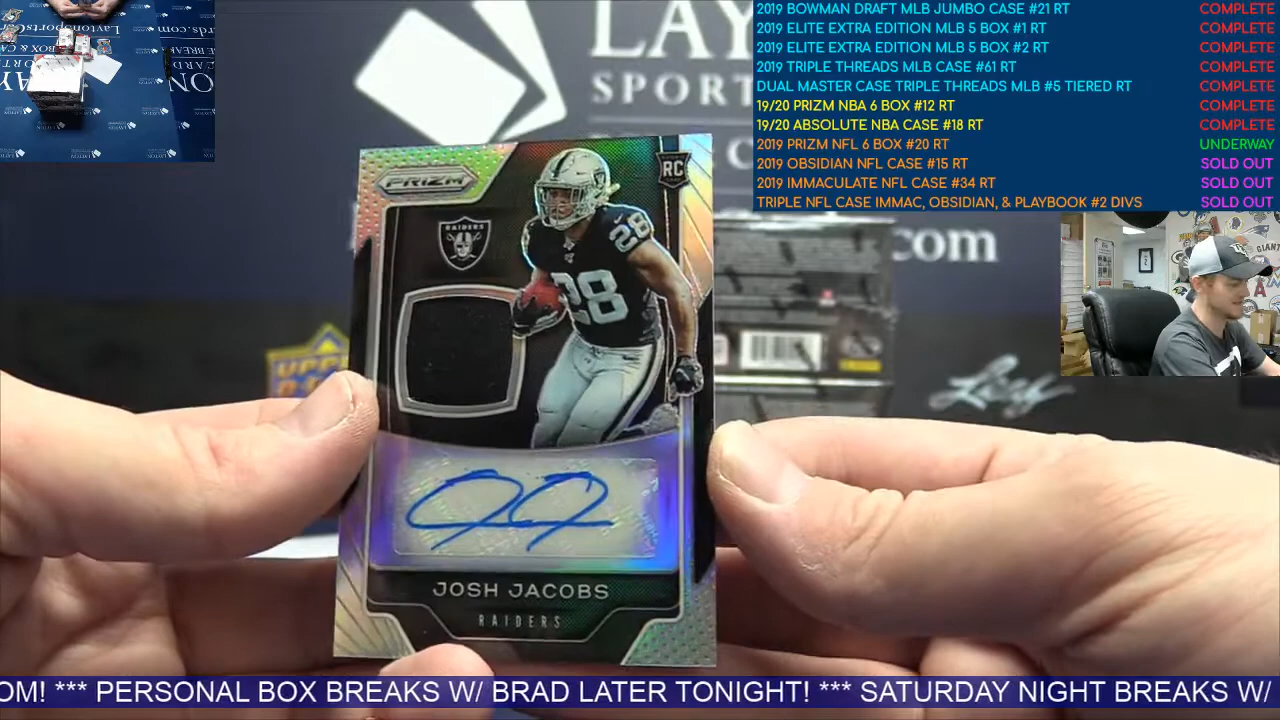 2019 BOWMAN DRAFT MLB JUMBO CASE #21 RT COMPLETE
2019 ELITE EXTRA EDITION MLB 5 BOX #1 RT COMPLETE
2019 ELITE EXTRA EDITION MLB 5 BOX #2 RT COMPLETE
2019 TRIPLE THREADS MLB CASE #61 RT COMPLETE
DUAL MASTER CASE TRIPLE THREADS MLB #5 TIERED RT COMPLETE
19/20 PRIZM NBA 6 BOX #12 RT COMPLETE
19/20 ABSOLUTE NBA CASE #18 RT COMPLETE
2019 PRIZM NFL 6 BOX #20 RT UNDERWAY
2019 OBSIDIAN NFL CASE #15 RT SOLD OUT
2019 IMMACULATE NFL CASE #34 RT SOLD OUT
TRIPLE NFL CASE IMMAC, OBSIDIAN, & PLAYBOOK #2 DIVS SOLD OUT
LAY
SPORT
PRIZM
RC
RAIDERS
28
28
.com
Leaf
JOSH JACOBS
RAIDERS
OM! *** PERSONAL BOX BREAKS W/ BRAD LATER TONIGHT! *** SATURDAY NIGHT BREAKS W/